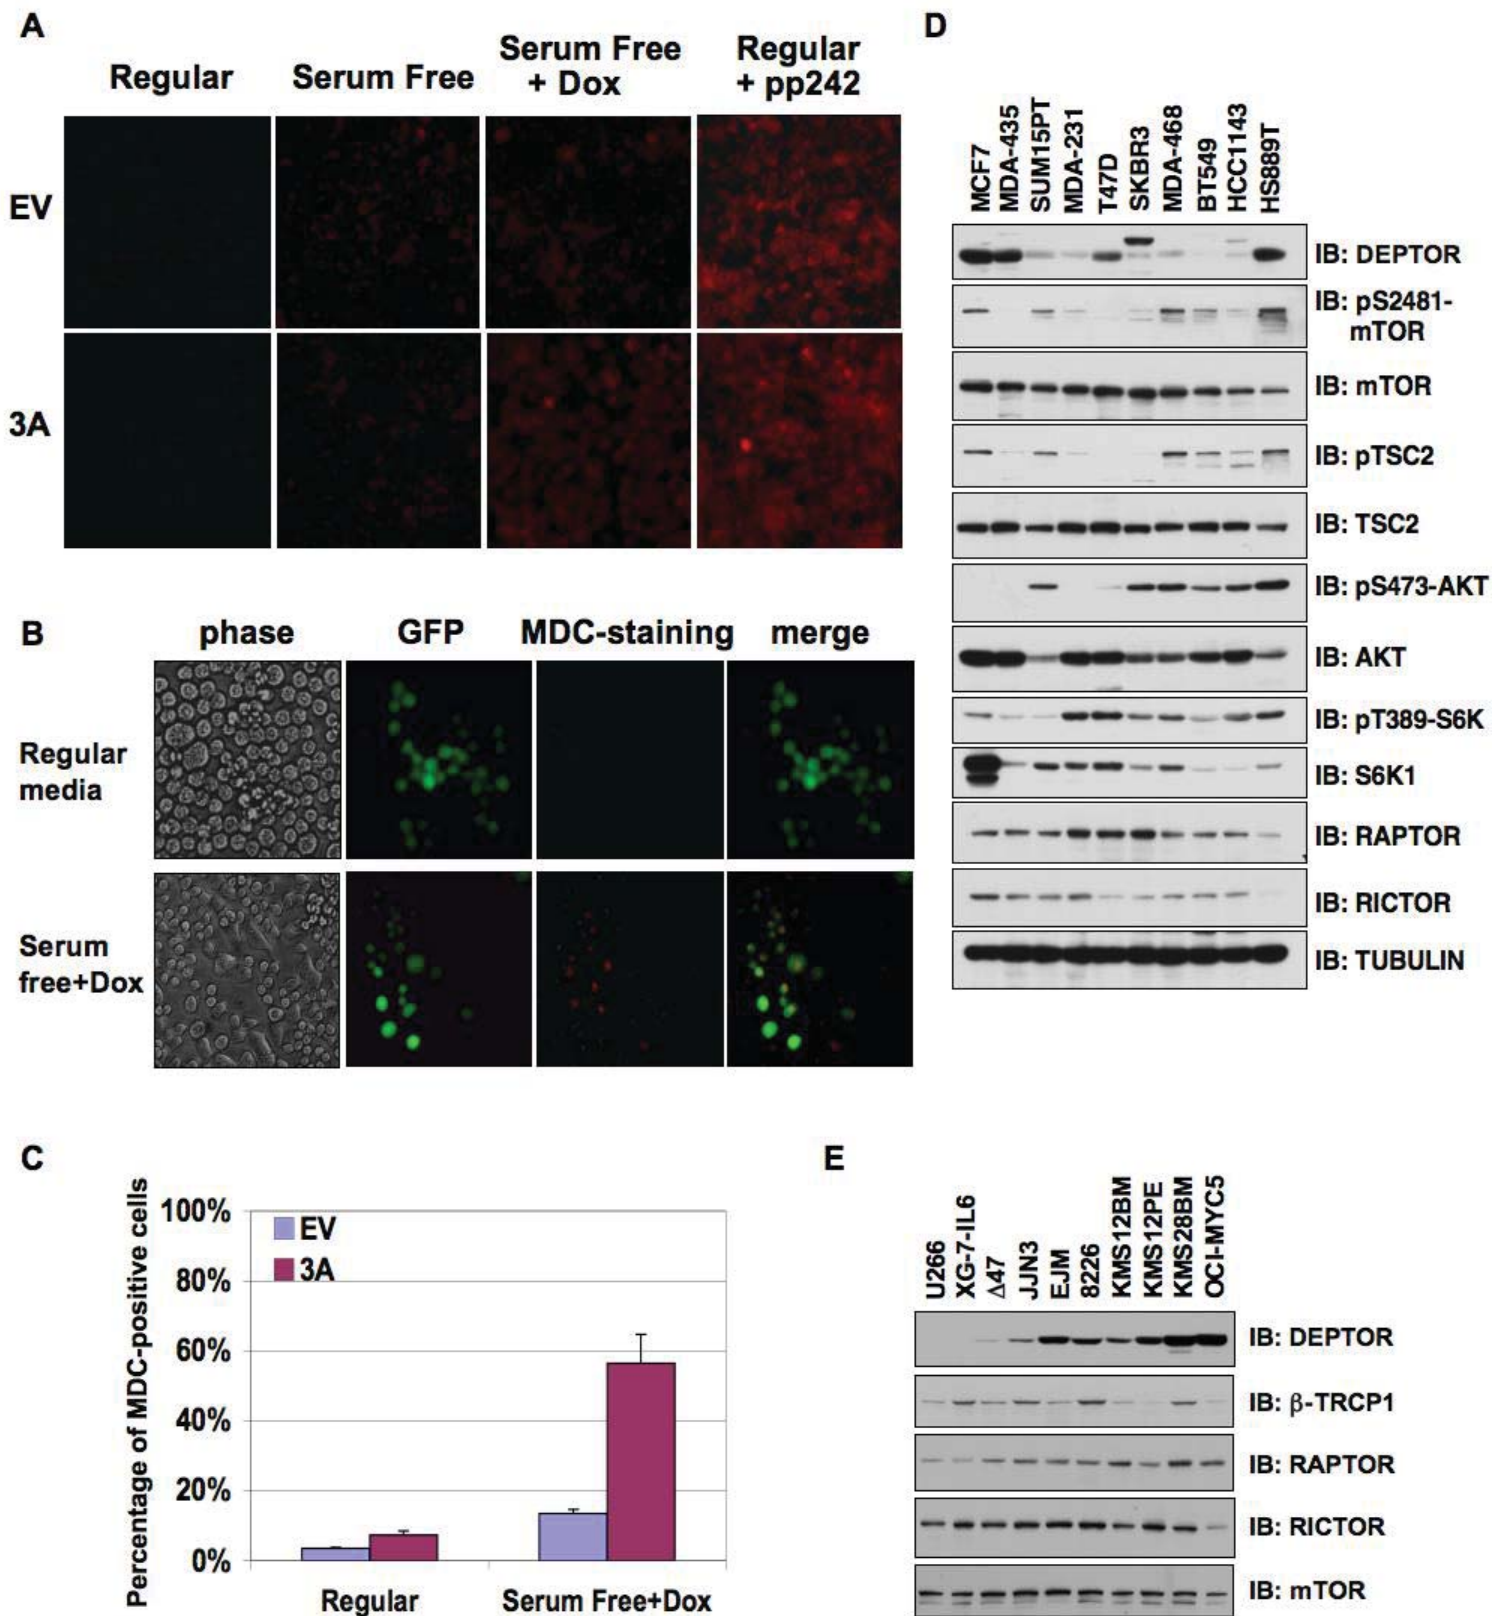 A
Regular
Serum Free
Serum Free
+ Dox
Regular
+ pp242
EV
3A
B
phase
GFP
MDC-staining
merge
Regular
media
Serum
free+Dox
C
Percentage of MDC-positive cells
100%
80%
60%
40%
20%
0%
EV
3A
Regular
Serum Free+Dox
D
MCF7
MDA-435
SUM15PT
MDA-231
T47D
SKBR3
MDA-468
BT549
HCC1143
HS889T
IB: DEPTOR
IB: pS2481-
mTOR
IB: mTOR
IB: pTSC2
IB: TSC2
IB: pS473-AKT
IB: AKT
IB: pT389-S6K
IB: S6K1
IB: RAPTOR
IB: RICTOR
IB: TUBULIN
E
U266
XG-7-IL6
Δ47
JJN3
EJM
8226
KMS12BM
KMS12PE
KMS28BM
OCI-MYC5
IB: DEPTOR
IB: β-TRCP1
IB: RAPTOR
IB: RICTOR
IB: mTOR